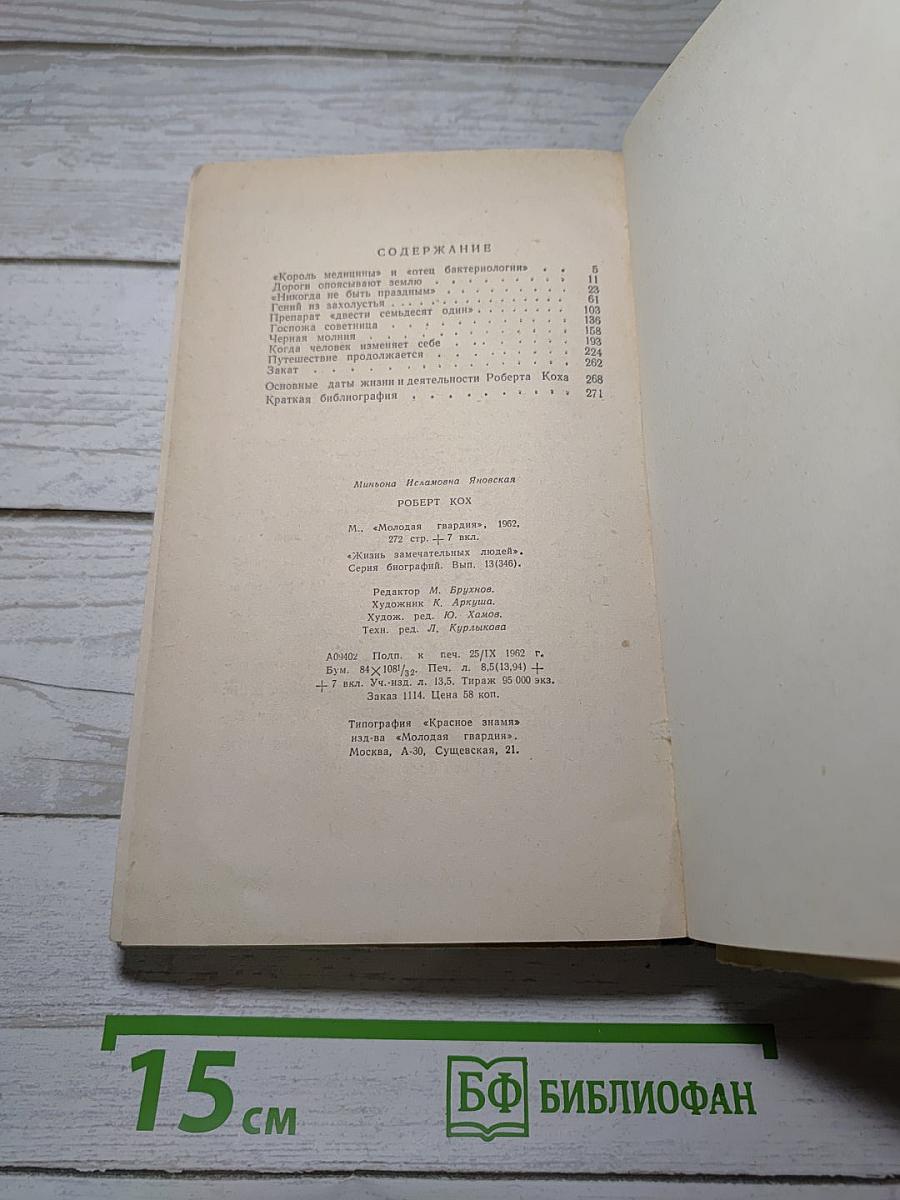 СОДЕРЖАНИЕ
«Король медицины» и «отец бактериологии» . . 5
Дороги опоясывают землю . . . . . . . 11
«Никогда не быть праздным» . . . . . . . 23
Гений из захолустья . . . . . . . . . 61
Препарат «двести семьдесят один» . . . . . . 103
Госпожа советница . . . . . . . . . 136
Черная молния . . . . . . . . . . 158
Когда человек изменяет себе . . . . . . . 193
Путешествие продолжается . . . . . . . . 224
Закат . . . . . . . . . . . . 262
Основные даты жизни и деятельности Роберта Коха 268
Краткая библиография . . . . . . . . . 271
Миньона Исламовна Яновская
РОБЕРТ КОХ
М., «Молодая гвардия», 1962,
272 стр. + 7 вкл.
«Жизнь замечательных людей».
Серия биографий. Вып. 13(346).
Редактор М. Брухнов.
Художник К. Аркуша.
Худож. ред. Ю. Хамов.
Техн. ред. Л. Курлыкова
А09402 Подп. к печ. 25/IX 1962 г.
Бум. 84×108¹/₃₂. Печ. л. 8,5(13,94) +
+ 7 вкл. Уч.-изд. л. 13,5. Тираж 95 000 экз.
Заказ 1114. Цена 58 коп.
Типография «Красное знамя»
изд-ва «Молодая гвардия».
Москва, А-30, Сущевская, 21.
15 см
БФ БИБЛИОФАН